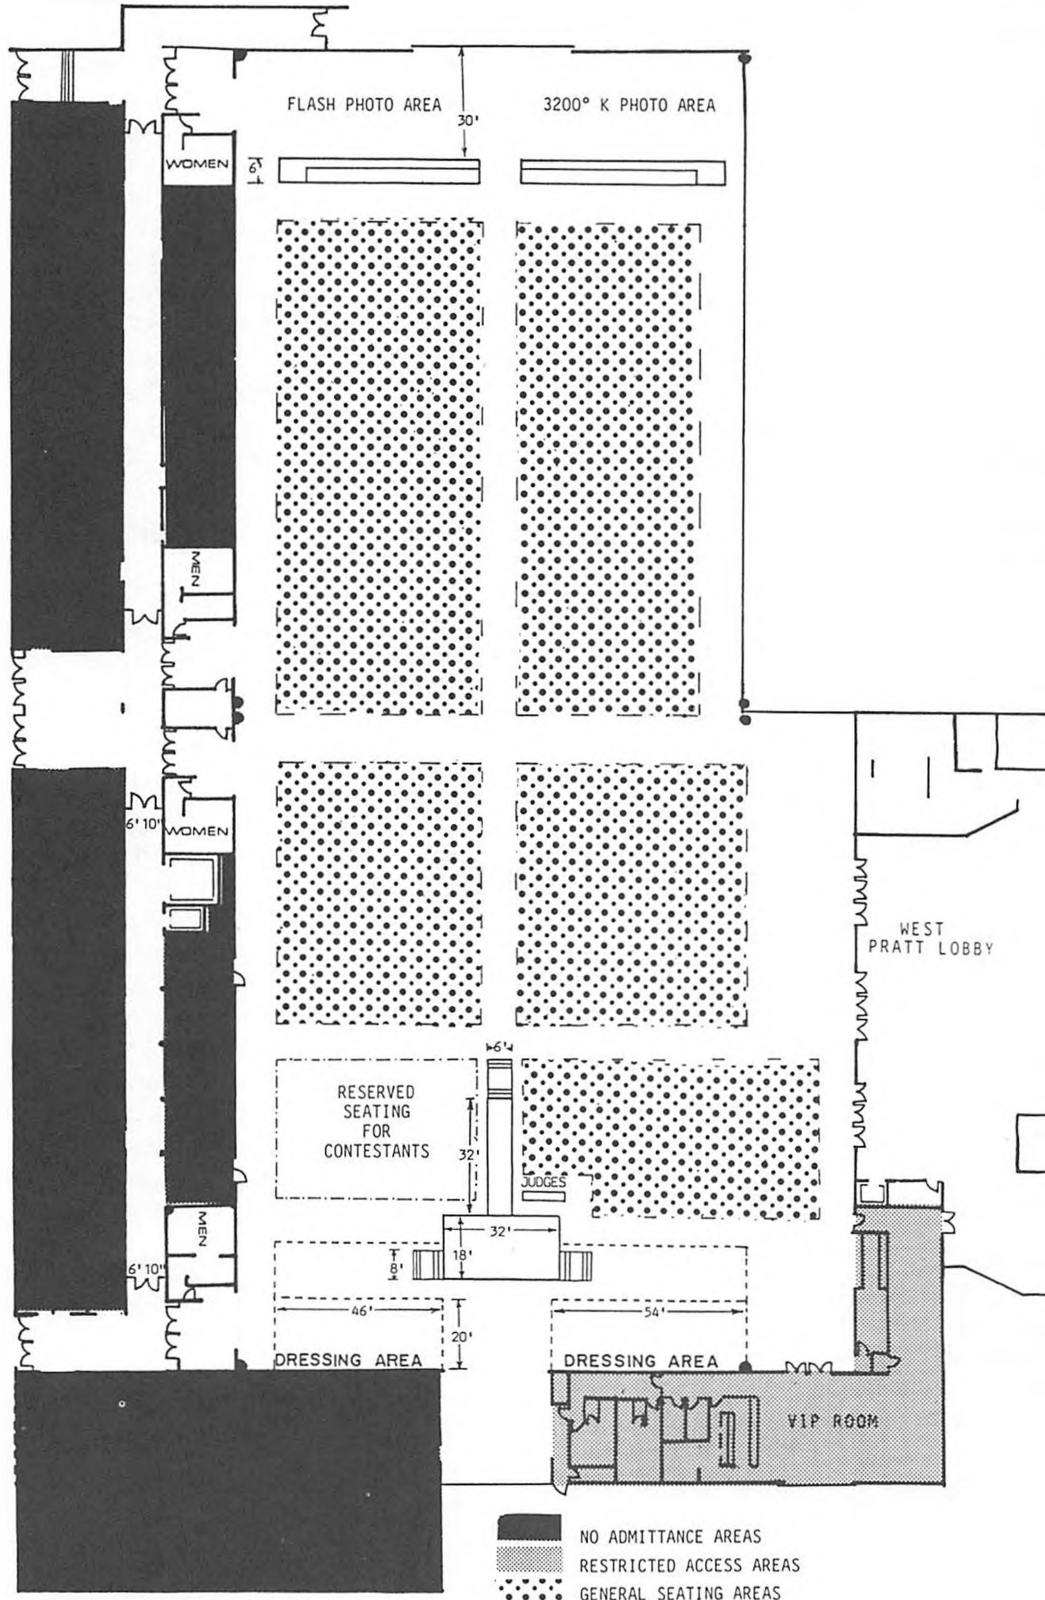 FLASH PHOTO AREA
3200° K PHOTO AREA
30'
WOMEN
6'
MEN
6' 10"
WOMEN
WEST
PRATT LOBBY
6'
RESERVED
SEATING
FOR
CONTESTANTS
32'
JUDGES
MEN
32'
18'
8'
6' 10"
46'
54'
20'
DRESSING AREA
DRESSING AREA
VIP ROOM
NO ADMITTANCE AREAS
RESTRICTED ACCESS AREAS
GENERAL SEATING AREAS